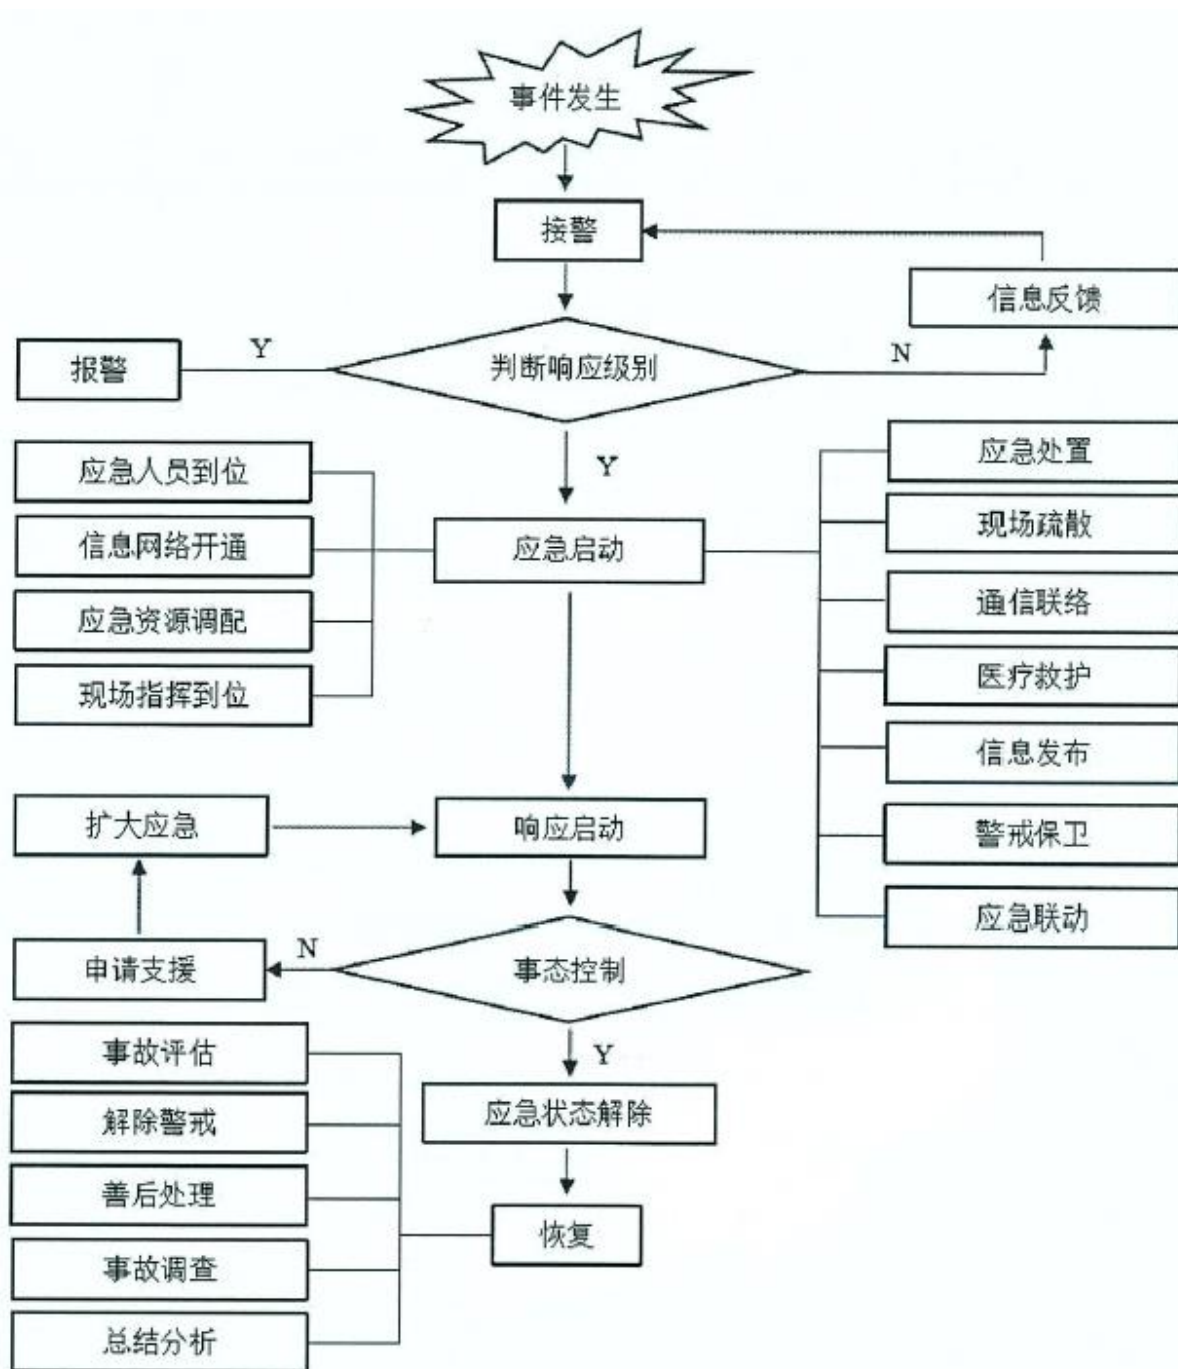 事件发生
接警
信息反馈
报警
Y
判断响应级别
N
Y
应急人员到位
信息网络开通
应急资源调配
现场指挥到位
应急启动
应急处置
现场疏散
通信联络
医疗救护
信息发布
警戒保卫
应急联动
扩大应急
响应启动
申请支援
N
事态控制
Y
事故评估
解除警戒
善后处理
事故调查
总结分析
应急状态解除
恢复